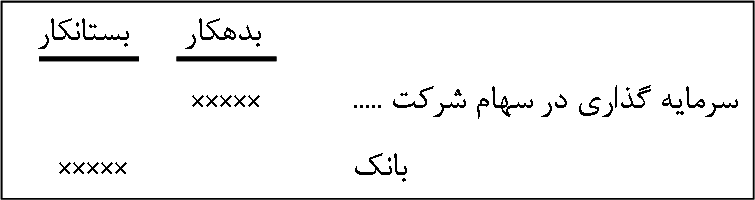 بدهکار بستانکار
سرمایه گذاری در سهام شرکت ..... ×××××
بانک ×××××